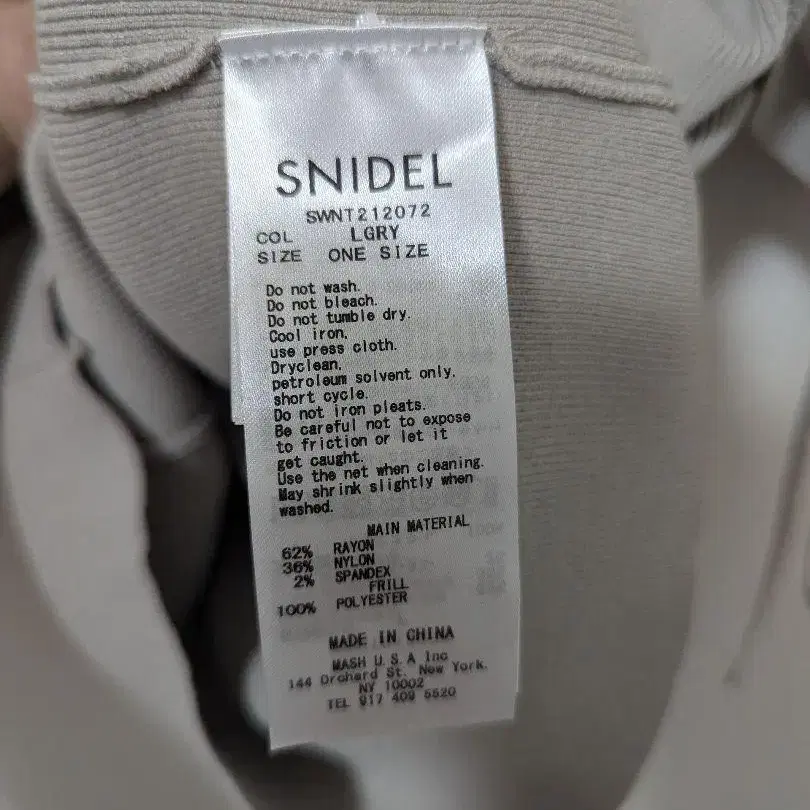 SNIDEL
SWNT212072
COL LGRY
SIZE ONE SIZE
Do not wash.
Do not bleach.
Do not tumble dry.
Cool iron,
use press cloth.
Dryclean,
petroleum solvent only,
short cycle.
Do not iron pleats.
Be careful not to expose
to friction or let it
get caught.
Use the net when cleaning.
May shrink slightly when
washed.
MAIN MATERIAL
62% RAYON
36% NYLON
2% SPANDEX
FRILL
100% POLYESTER
MADE IN CHINA
MASH U.S.A Inc
144 Orchard St. New York.
NY 10002
TEL 917 409 5520